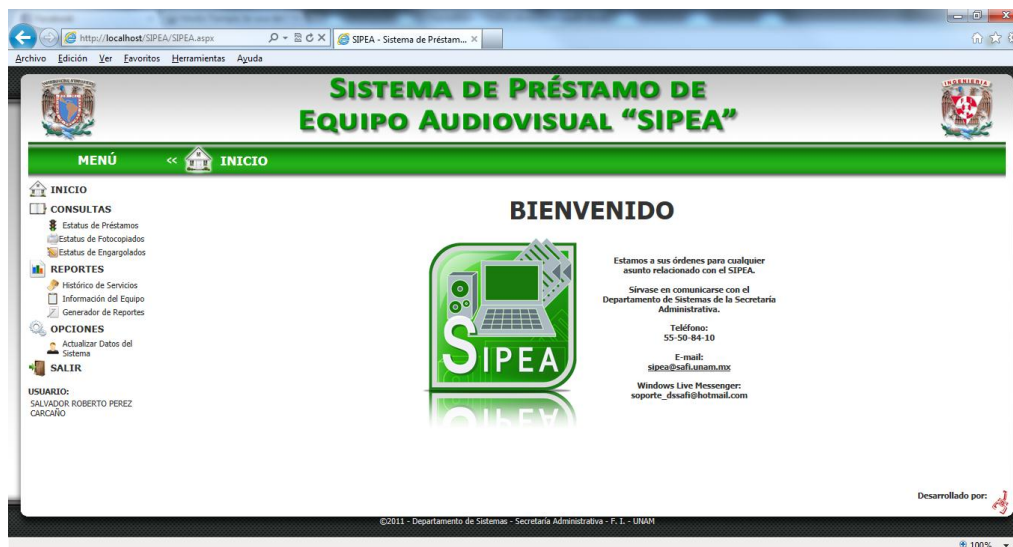 http://localhost/SIPEA/SIPEA.aspx
SIPEA - Sistema de Préstam...
Archivo Edición Ver Favoritos Herramientas Ayuda
SISTEMA DE PRÉSTAMO DE
EQUIPO AUDIOVISUAL “SIPEA”
INGENIERIA
MENÚ << INICIO
INICIO
CONSULTAS
Estatus de Préstamos
Estatus de Fotocopiados
Estatus de Engargolados
REPORTES
Histórico de Servicios
Información del Equipo
Generador de Reportes
OPCIONES
Actualizar Datos del
Sistema
SALIR
USUARIO:
SALVADOR ROBERTO PEREZ
CARCAÑO
BIENVENIDO
SIPEA
Estamos a sus órdenes para cualquier
asunto relacionado con el SIPEA.
Sírvase en comunicarse con el
Departamento de Sistemas de la Secretaría
Administrativa.
Teléfono:
55-50-84-10
E-mail:
sipea@safi.unam.mx
Windows Live Messenger:
soporte_dssafi@hotmail.com
Desarrollado por:
©2011 - Departamento de Sistemas - Secretaría Administrativa - F. I. - UNAM
100%